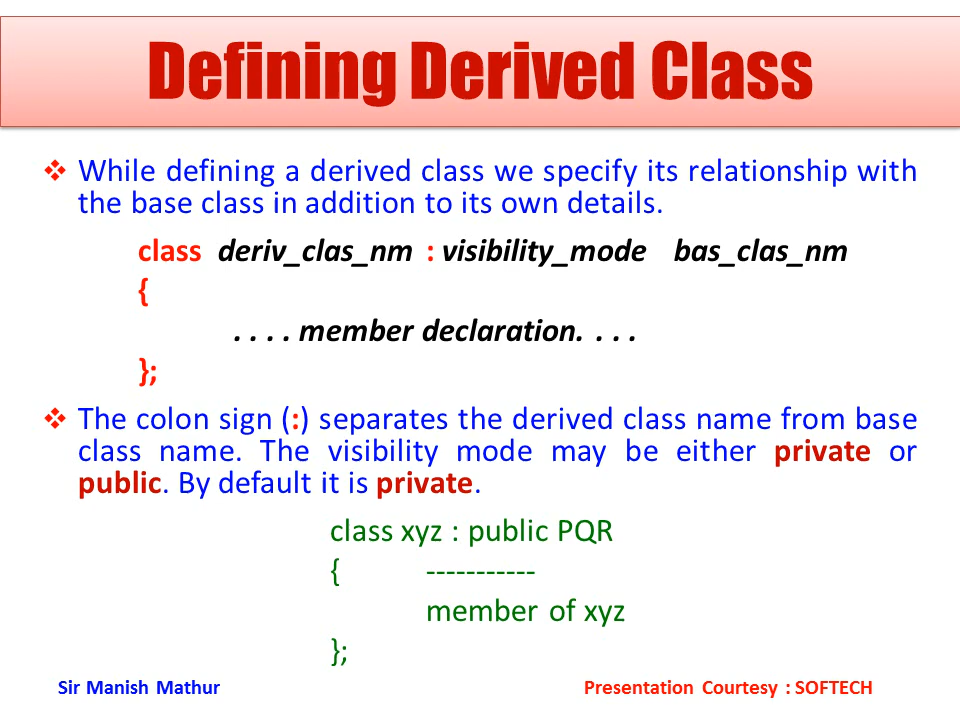 Defining Derived Class
❖ While defining a derived class we specify its relationship with
the base class in addition to its own details.
class deriv_clas_nm : visibility_mode bas_clas_nm
{
. . . . member declaration. . . .
};
❖ The colon sign (:) separates the derived class name from base
class name. The visibility mode may be either private or
public. By default it is private.
class xyz : public PQR
{ -----------
member of xyz
};
Sir Manish Mathur Presentation Courtesy : SOFTECH